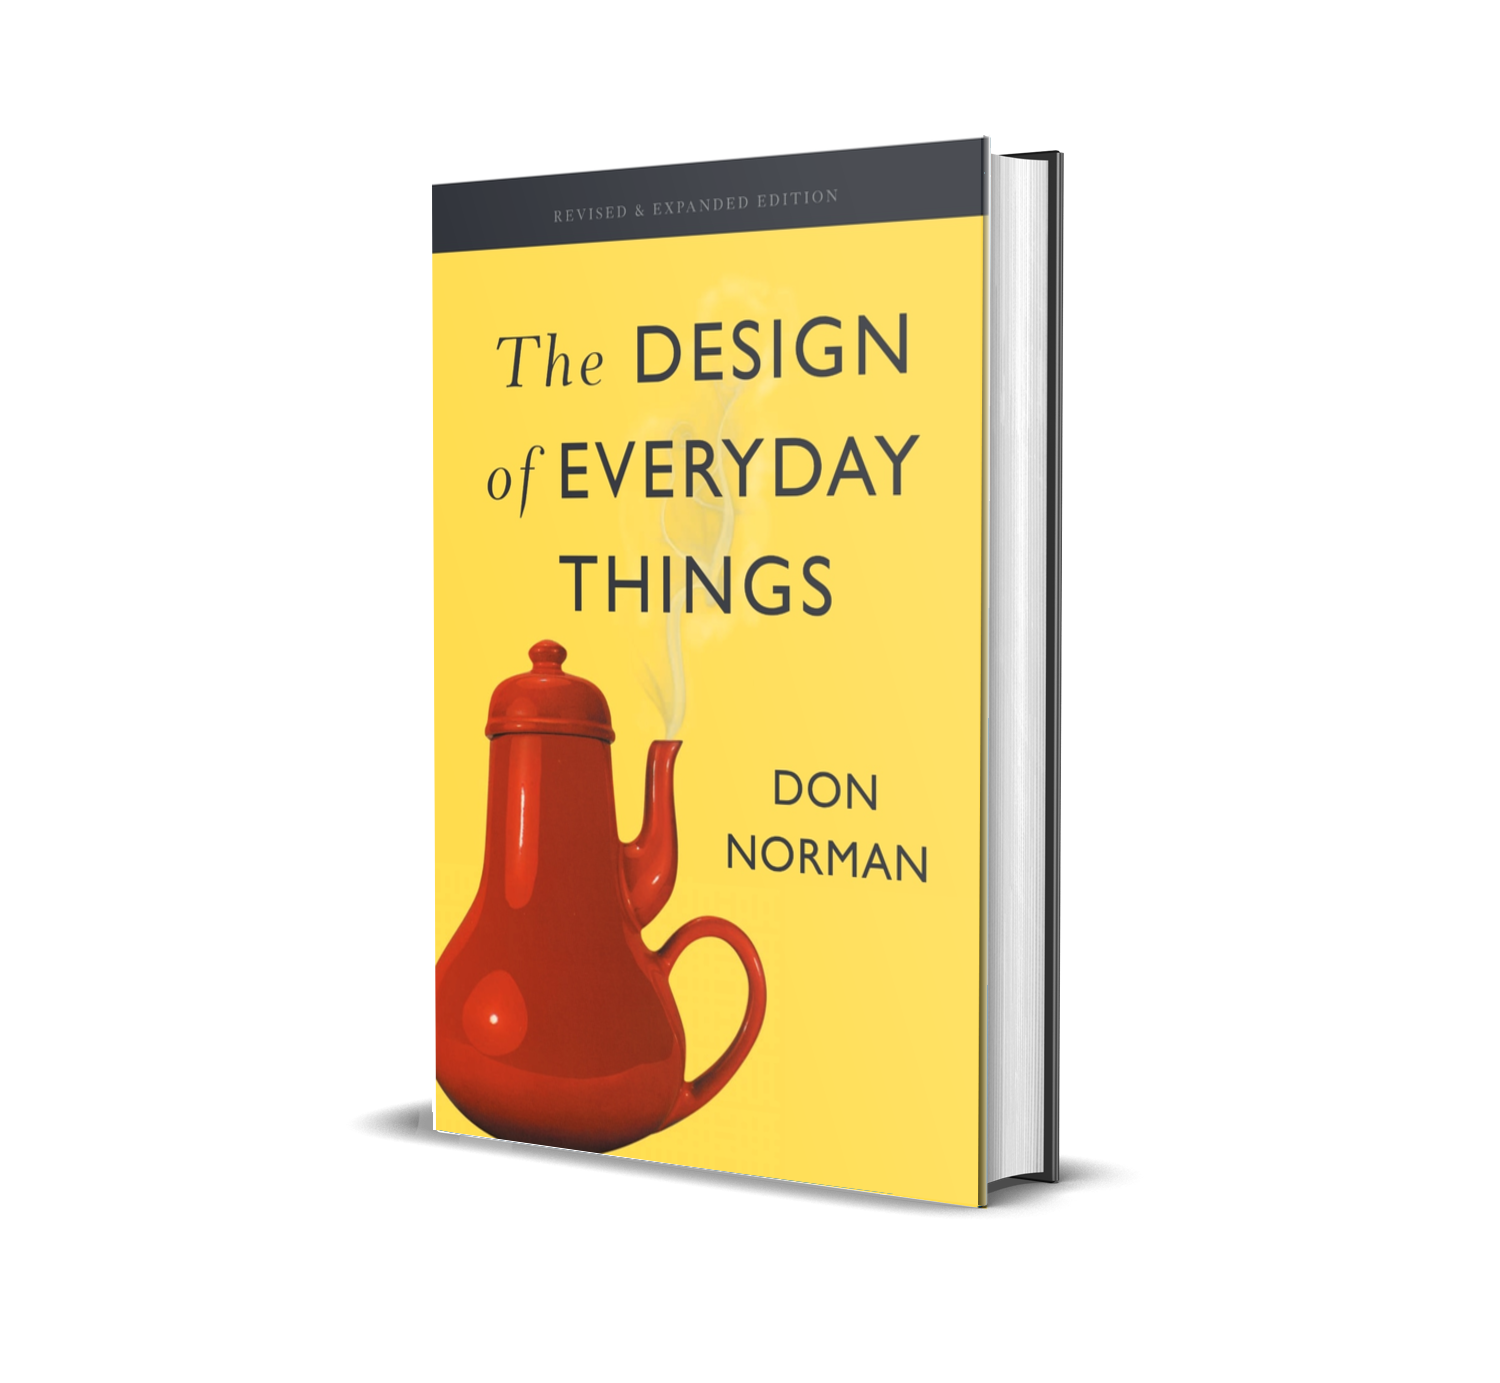 REVISED & EXPANDED EDITION
The DESIGN
of EVERYDAY
THINGS
DON
NORMAN